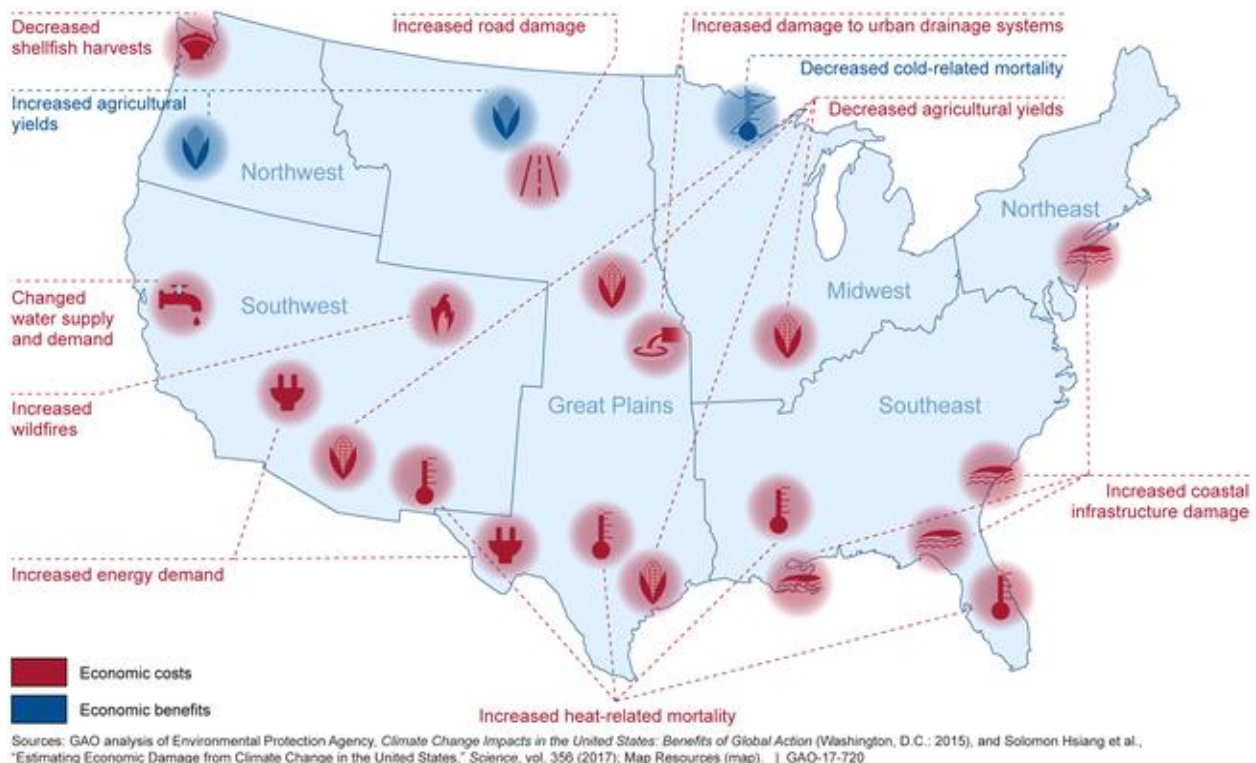 Decreased
shellfish harvests
Increased road damage
Increased damage to urban drainage systems
Decreased cold-related mortality
Increased agricultural
yields
Decreased agricultural yields
Northwest
Northeast
Changed
water supply
and demand
Southwest
Midwest
Increased
wildfires
Great Plains
Southeast
Increased coastal
infrastructure damage
Increased energy demand
Economic costs
Economic benefits
Increased heat-related mortality
Sources: GAO analysis of Environmental Protection Agency, Climate Change Impacts in the United States: Benefits of Global Action (Washington, D.C.: 2015), and Solomon Hsiang et al.,
"Estimating Economic Damage from Climate Change in the United States," Science, vol. 356 (2017); Map Resources (map). | GAO-17-720